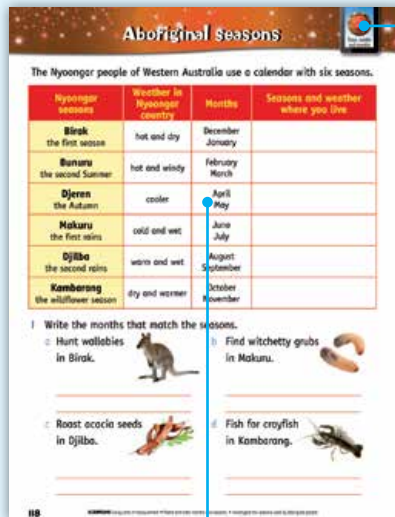 Aboriginal seasons
The Nyoongar people of Western Australia use a calendar with six seasons.
Nyoongar seasons
Weather in Nyoongar country
Months
Seasons and weather where you live
Birak
the first season
hot and dry
December
January
Bunuru
the second Summer
hot and windy
February
March
Djeren
the Autumn
cooler
April
May
Makuru
the first rains
cold and wet
June
July
Djilba
the second rains
warm and wet
August
September
Kambarang
the wildflower season
dry and warmer
October
November
1 Write the months that match the seasons.
a Hunt wallabies
in Birak.
b Find witchetty grubs
in Makuru.
c Roast acacia seeds
in Djilba.
d Fish for crayfish
in Kambarang.
118